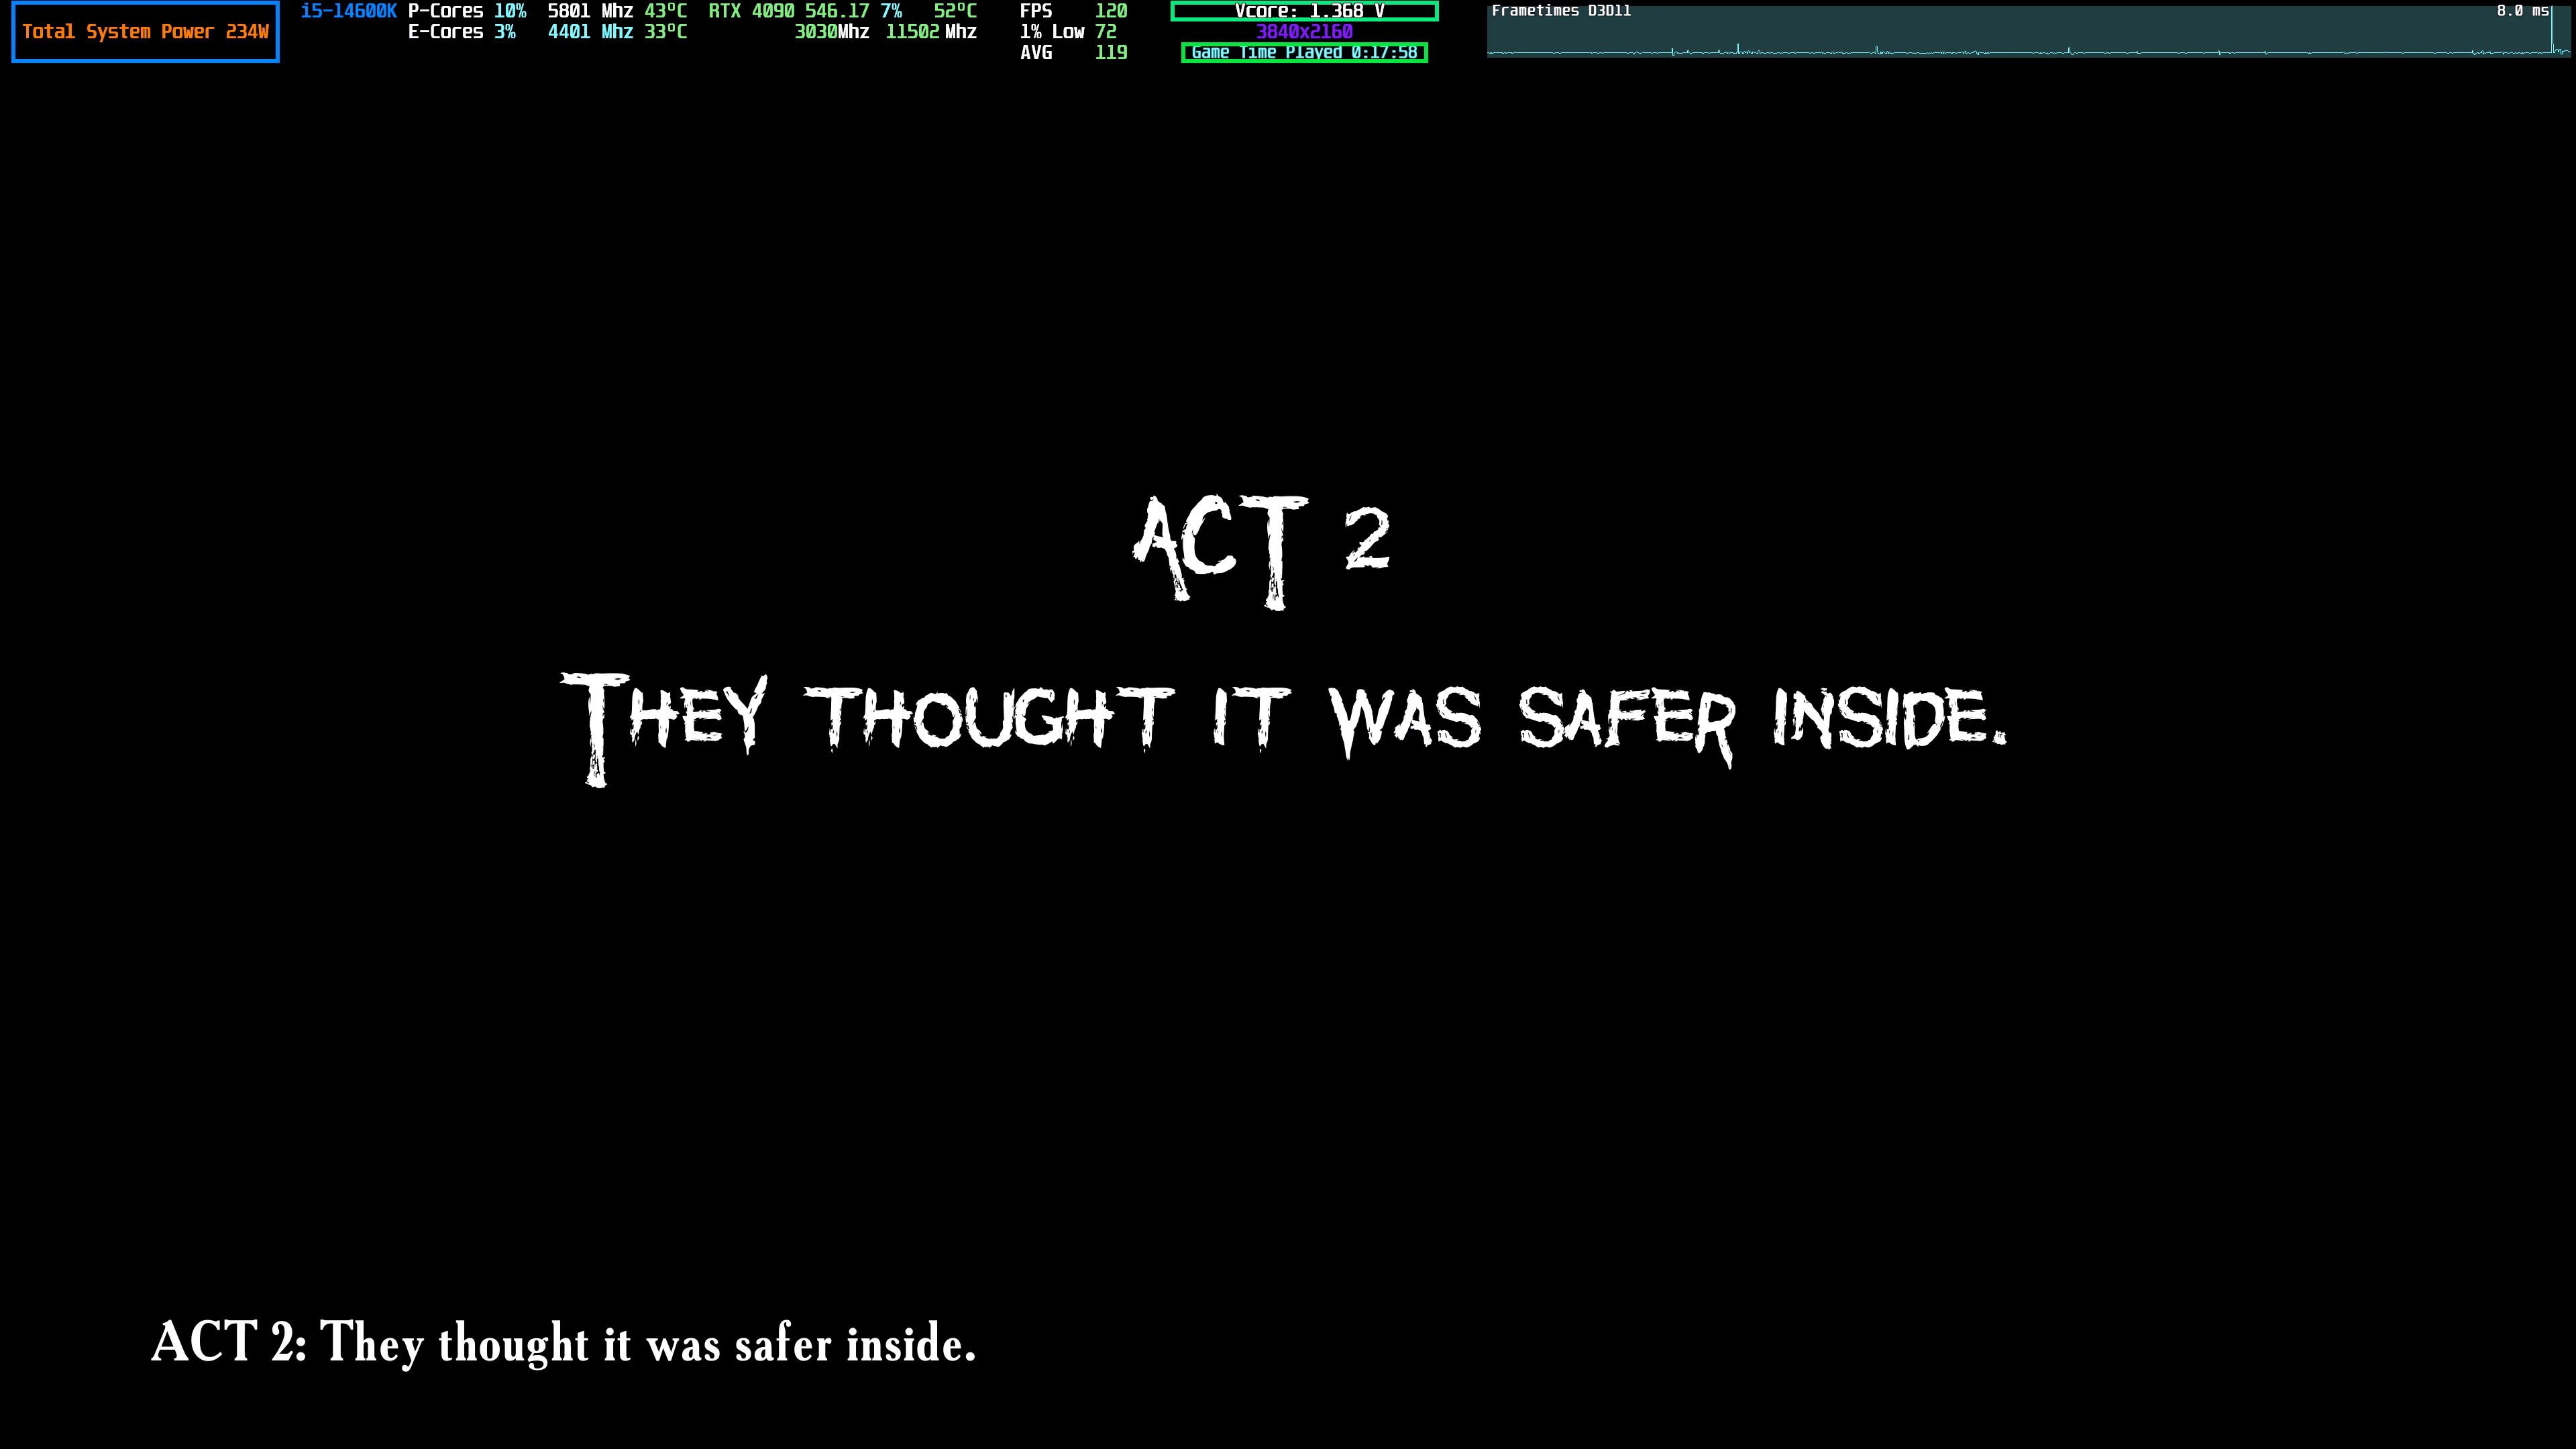 Total System Power 234W
i5-14600K P-Cores 10% 5801 Mhz 43ºC RTX 4090 546.17 7% 52ºC
E-Cores 3% 4401 Mhz 33ºC 3030Mhz 11502 Mhz
FPS 120
1% Low 72
AVG 119
Vcore: 1.368 V
3840x2160
Game Time Played 0:17:58
Frametimes D3D11 8.0 ms
ACT 2
THEY THOUGHT IT WAS SAFER INSIDE.
ACT 2: They thought it was safer inside.